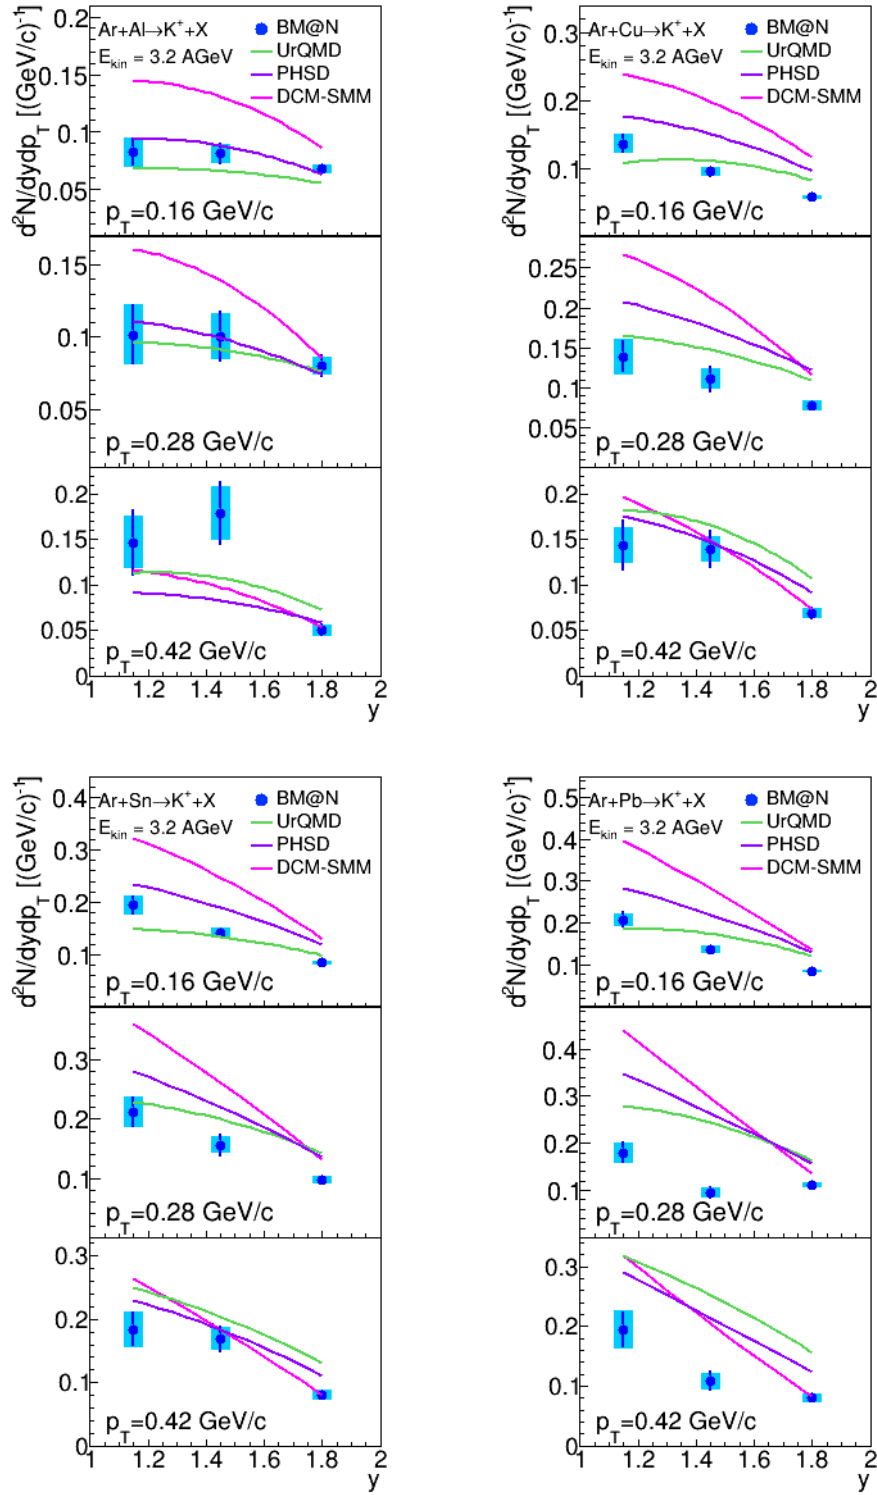 d²N/dydp_T [(GeV/c)⁻¹]
Ar+Al→K⁺+X
E_kin = 3.2 AGeV
BM@N
UrQMD
PHSD
DCM-SMM
0.2
0.15
0.1
0.05
p_T=0.16 GeV/c
0.15
0.1
0.05
p_T=0.28 GeV/c
0.2
0.15
0.1
0.05
0
p_T=0.42 GeV/c
1 1.2 1.4 1.6 1.8 2
y
d²N/dydp_T [(GeV/c)⁻¹]
Ar+Cu→K⁺+X
E_kin = 3.2 AGeV
BM@N
UrQMD
PHSD
DCM-SMM
0.3
0.2
0.1
p_T=0.16 GeV/c
0.25
0.2
0.15
0.1
0.05
p_T=0.28 GeV/c
0.2
0.15
0.1
0.05
0
p_T=0.42 GeV/c
1 1.2 1.4 1.6 1.8 2
y
d²N/dydp_T [(GeV/c)⁻¹]
Ar+Sn→K⁺+X
E_kin = 3.2 AGeV
BM@N
UrQMD
PHSD
DCM-SMM
0.4
0.3
0.2
0.1
p_T=0.16 GeV/c
0.3
0.2
0.1
p_T=0.28 GeV/c
0.3
0.2
0.1
0
p_T=0.42 GeV/c
1 1.2 1.4 1.6 1.8 2
y
d²N/dydp_T [(GeV/c)⁻¹]
Ar+Pb→K⁺+X
E_kin = 3.2 AGeV
BM@N
UrQMD
PHSD
DCM-SMM
0.5
0.4
0.3
0.2
0.1
p_T=0.16 GeV/c
0.4
0.3
0.2
0.1
p_T=0.28 GeV/c
0.3
0.2
0.1
0
p_T=0.42 GeV/c
1 1.2 1.4 1.6 1.8 2
y